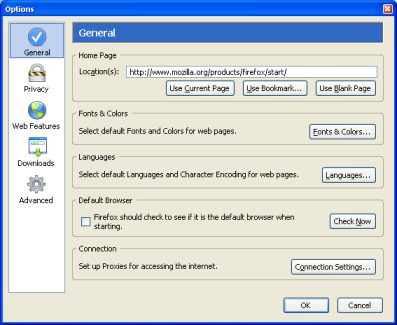 Options
General
Privacy
Web Features
Downloads
Advanced
General
Home Page
Location(s): http://www.mozilla.org/products/firefox/start/
Use Current Page Use Bookmark... Use Blank Page
Fonts & Colors
Select default Fonts and Colors for web pages. Fonts & Colors...
Languages
Select default Languages and Character Encoding for web pages. Languages...
Default Browser
Firefox should check to see if it is the default browser when
starting.
Check Now
Connection
Set up Proxies for accessing the internet. Connection Settings...
OK Cancel